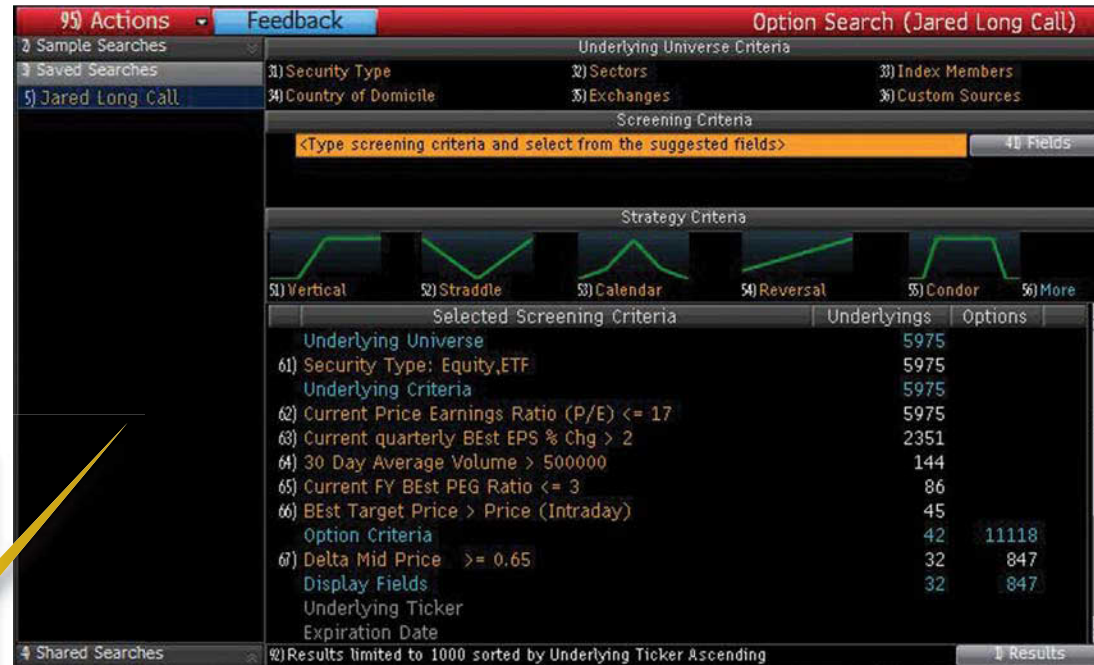 95) Actions Feedback Option Search (Jared Long Call)
2) Sample Searches
3) Saved Searches
5) Jared Long Call
Underlying Universe Criteria
31) Security Type 32) Sectors 33) Index Members
34) Country of Domicile 35) Exchanges 36) Custom Sources
Screening Criteria
<Type screening criteria and select from the suggested fields> 41) Fields
Strategy Criteria
51) Vertical 52) Straddle 53) Calendar 54) Reversal 55) Condor 56) More
Selected Screening Criteria Underlyings Options
Underlying Universe 5975
61) Security Type: Equity,ETF 5975
Underlying Criteria 5975
62) Current Price Earnings Ratio (P/E) <= 17 5975
63) Current quarterly BEst EPS % Chg > 2 2351
64) 30 Day Average Volume > 500000 144
65) Current FY BEst PEG Ratio <= 3 86
66) BEst Target Price > Price (Intraday) 45
Option Criteria 42 11118
67) Delta Mid Price >= 0.65 32 847
Display Fields 32 847
Underlying Ticker
Expiration Date
4) Shared Searches
92) Results limited to 1000 sorted by Underlying Ticker Ascending 1) Results